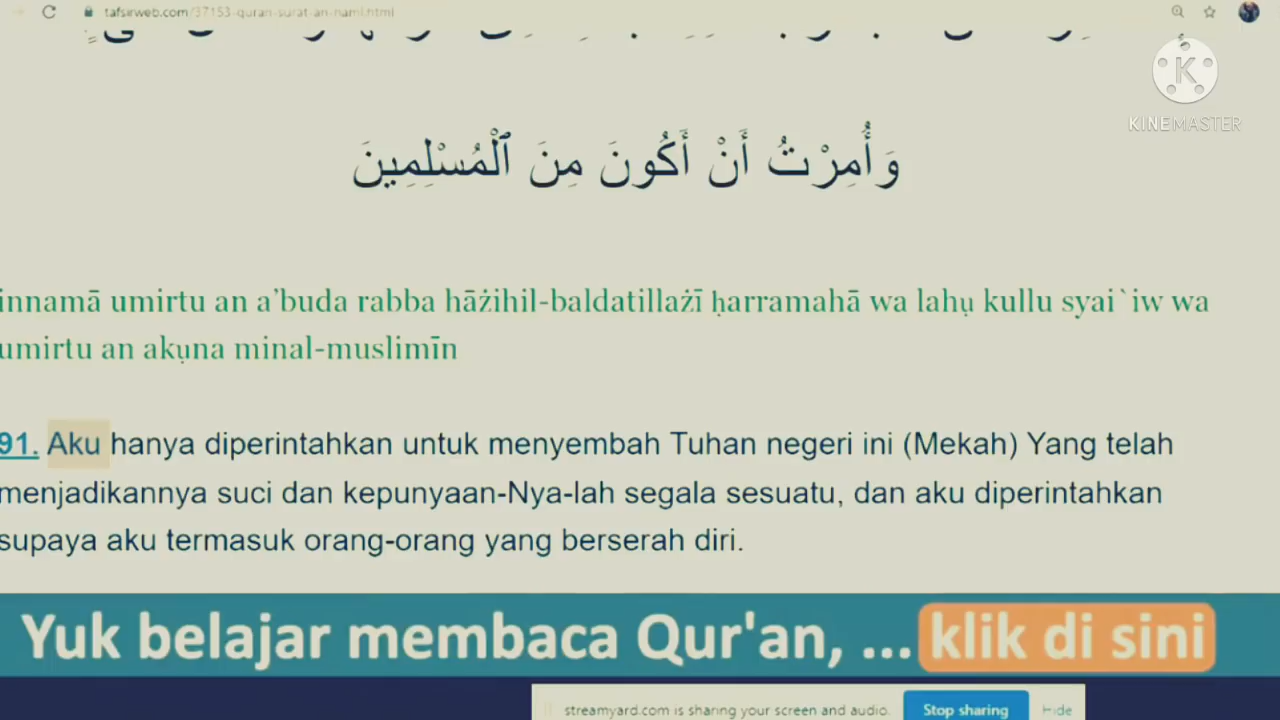 tafsirweb.com/37153-quran-surat-an-naml.html
KINEMASTER
وَأُمِرْتُ أَنْ أَكُونَ مِنَ ٱلْمُسْلِمِينَ
innamā umirtu an a'buda rabba hāżihil-baldatillażī ḥarramahā wa lahụ kullu syai`iw wa
umirtu an akụna minal-muslimīn
91. Aku hanya diperintahkan untuk menyembah Tuhan negeri ini (Mekah) Yang telah
menjadikannya suci dan kepunyaan-Nya-lah segala sesuatu, dan aku diperintahkan
supaya aku termasuk orang-orang yang berserah diri.
Yuk belajar membaca Qur'an, ... klik di sini
streamyard.com is sharing your screen and audio. Stop sharing Hide